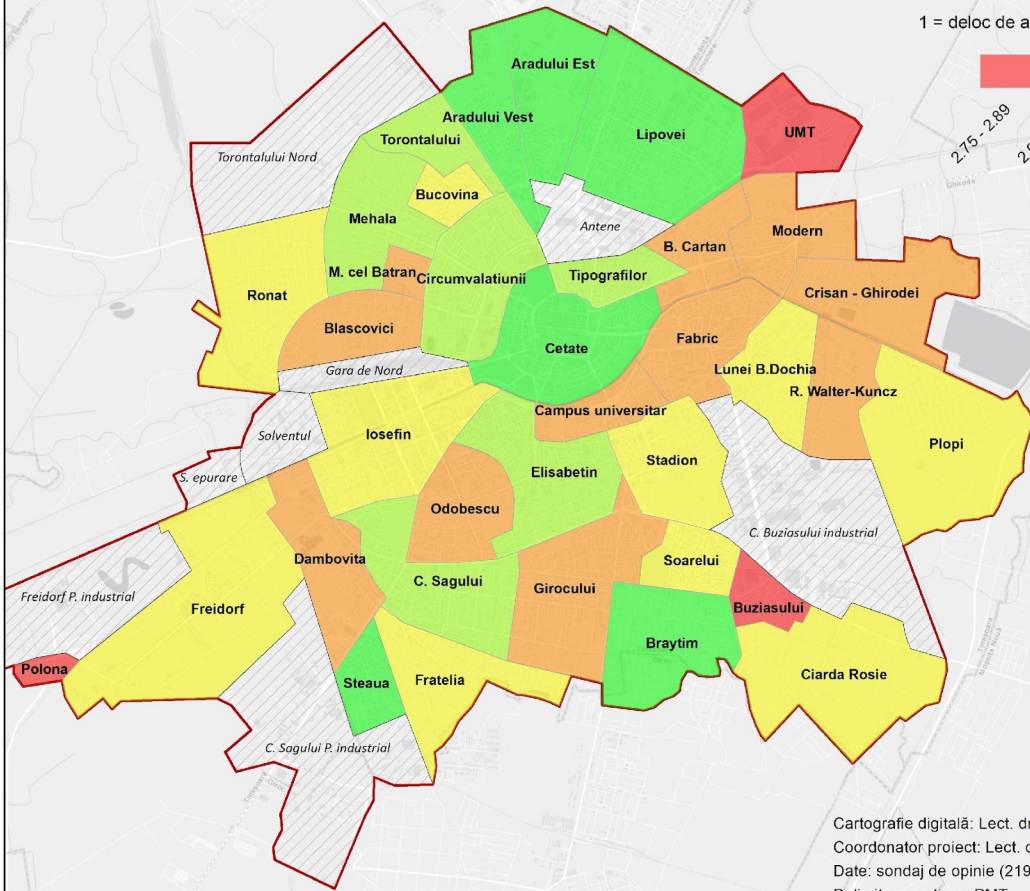 1 = deloc de a
2.75 - 2.89
Aradului Est
Aradului Vest
Lipovei
UMT
Torontalului
Torontalului Nord
Bucovina
Ghiroda
Mehala
Antene
Modern
B. Cartan
M. cel Batran
Circumvalatiunii
Tipografilor
Ronat
Crisan - Ghirodei
Blascovici
Fabric
Cetate
Gara de Nord
Lunei B.Dochia
R. Walter-Kuncz
Campus universitar
Iosefin
Solventul
Plopi
Stadion
Elisabetin
S. epurare
Odobescu
C. Buziasului industrial
Dambovita
Soarelui
C. Sagului
Girocului
Freidorf P. industrial
Freidorf
Buziasului
Braytim
Polona
Steaua
Fratelia
Ciarda Rosie
C. Sagului P. industrial
Cartografie digitală: Lect. dr
Coordonator proiect: Lect. d
Date: sondaj de opinie (219